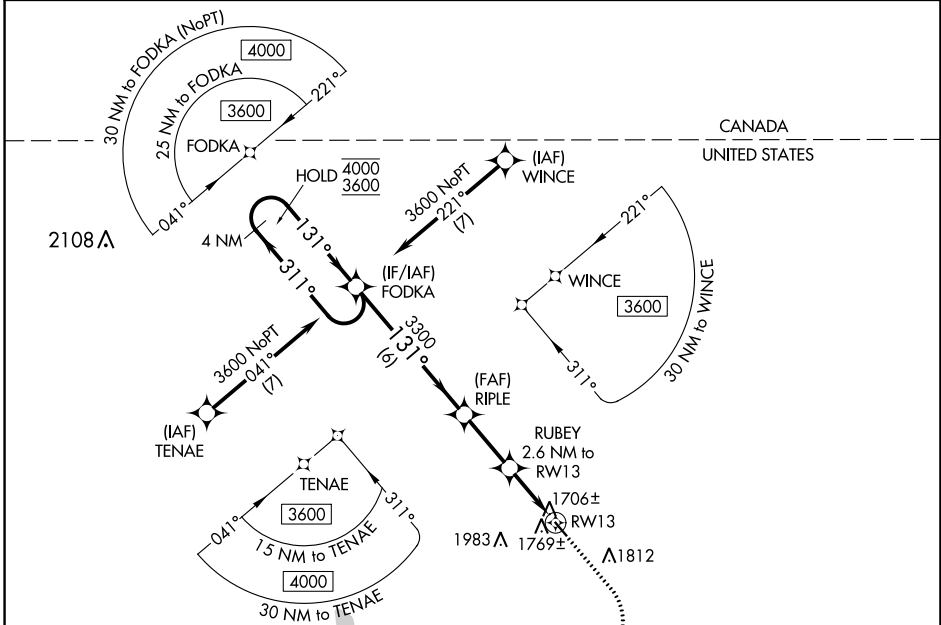 30 NM to FODKA (NoPT)
4000
25 NM to FODKA
3600
221°
FODKA
041°
CANADA
UNITED STATES
HOLD 4000
3600
(IAF)
WINCE
3600 NoPT
221°
(7)
2108
4 NM
131°
311°
(IF/IAF)
FODKA
221°
WINCE
3600
311°
30 NM to WINCE
3300
131°
(6)
3600 NoPT
041°
(7)
(IAF)
TENAE
(FAF)
RIPLE
RUBEY
2.6 NM to
RW13
TENAE
041°
311°
3600
15 NM to TENAE
4000
30 NM to TENAE
1706±
RW13
1983
1769±
1812